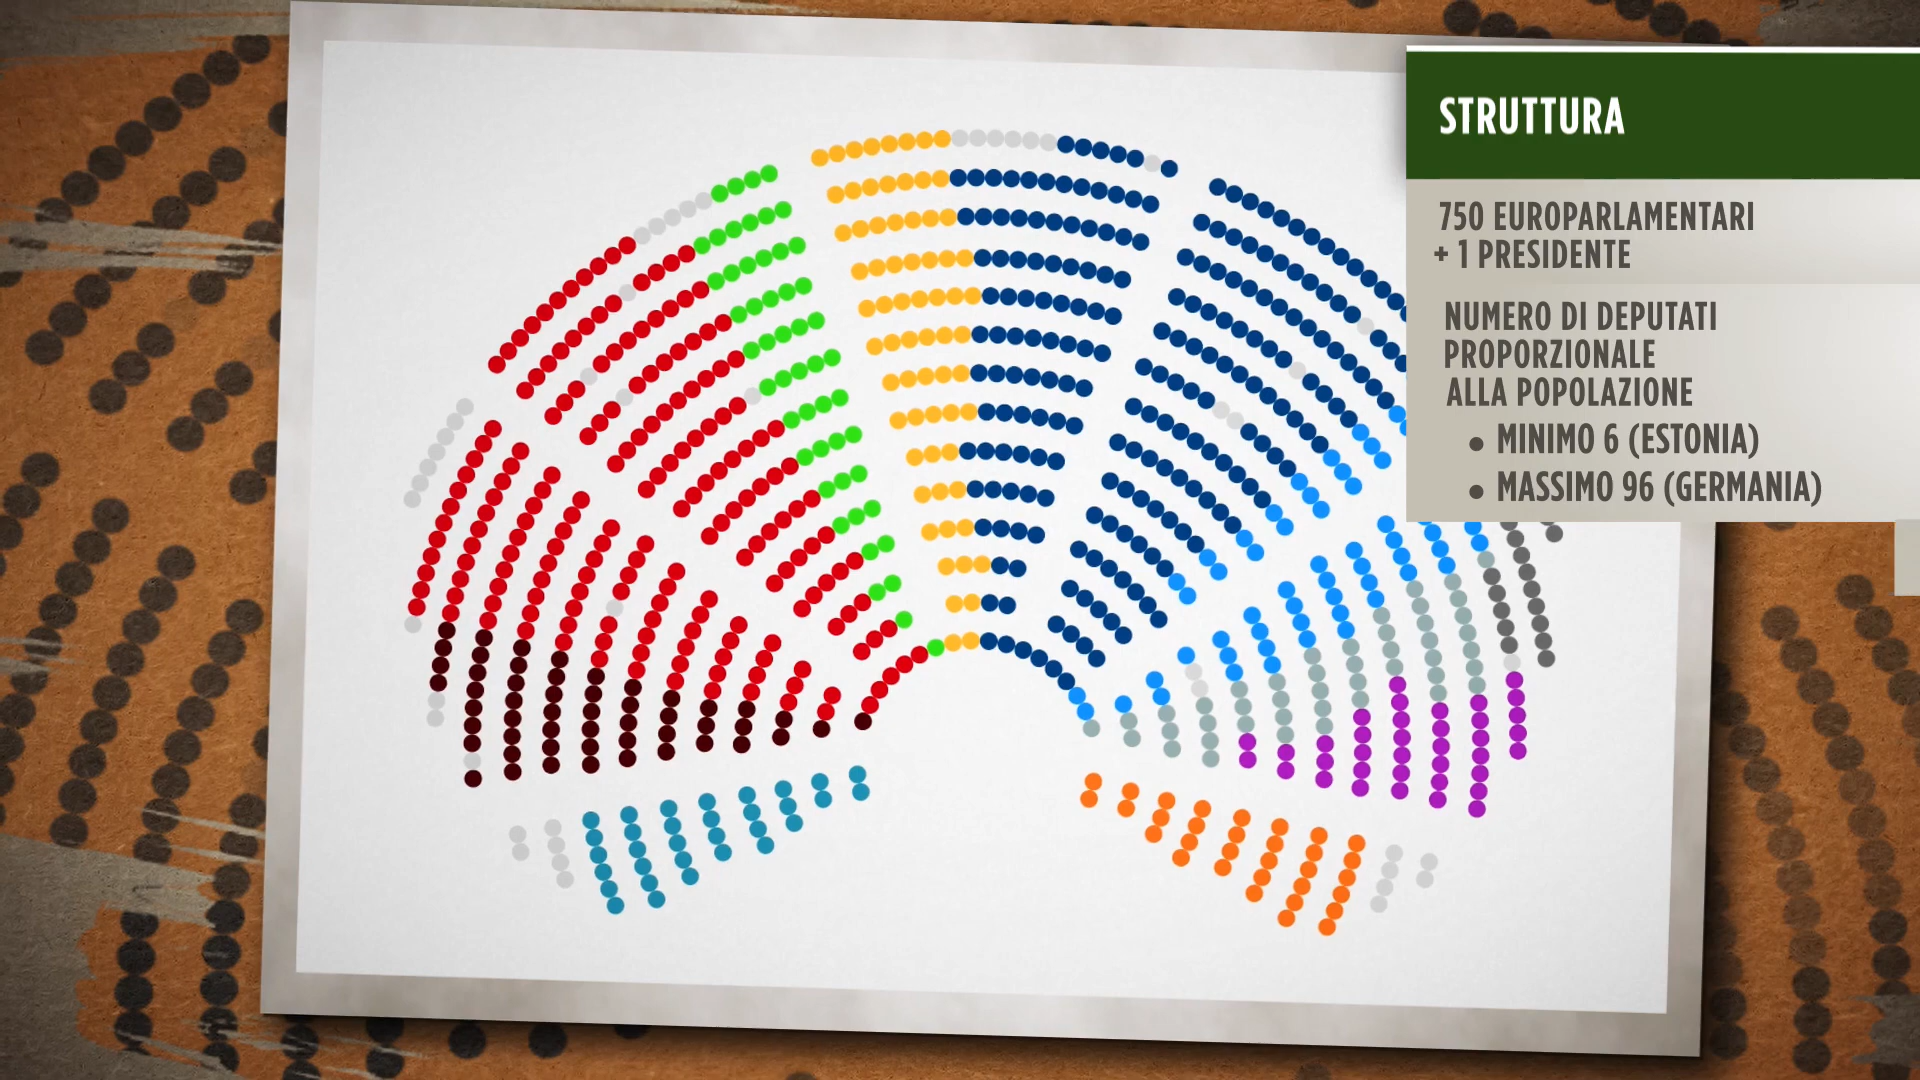 STRUTTURA
750 EUROPARLAMENTARI
+ 1 PRESIDENTE
NUMERO DI DEPUTATI
PROPORZIONALE
ALLA POPOLAZIONE
• MINIMO 6 (ESTONIA)
• MASSIMO 96 (GERMANIA)